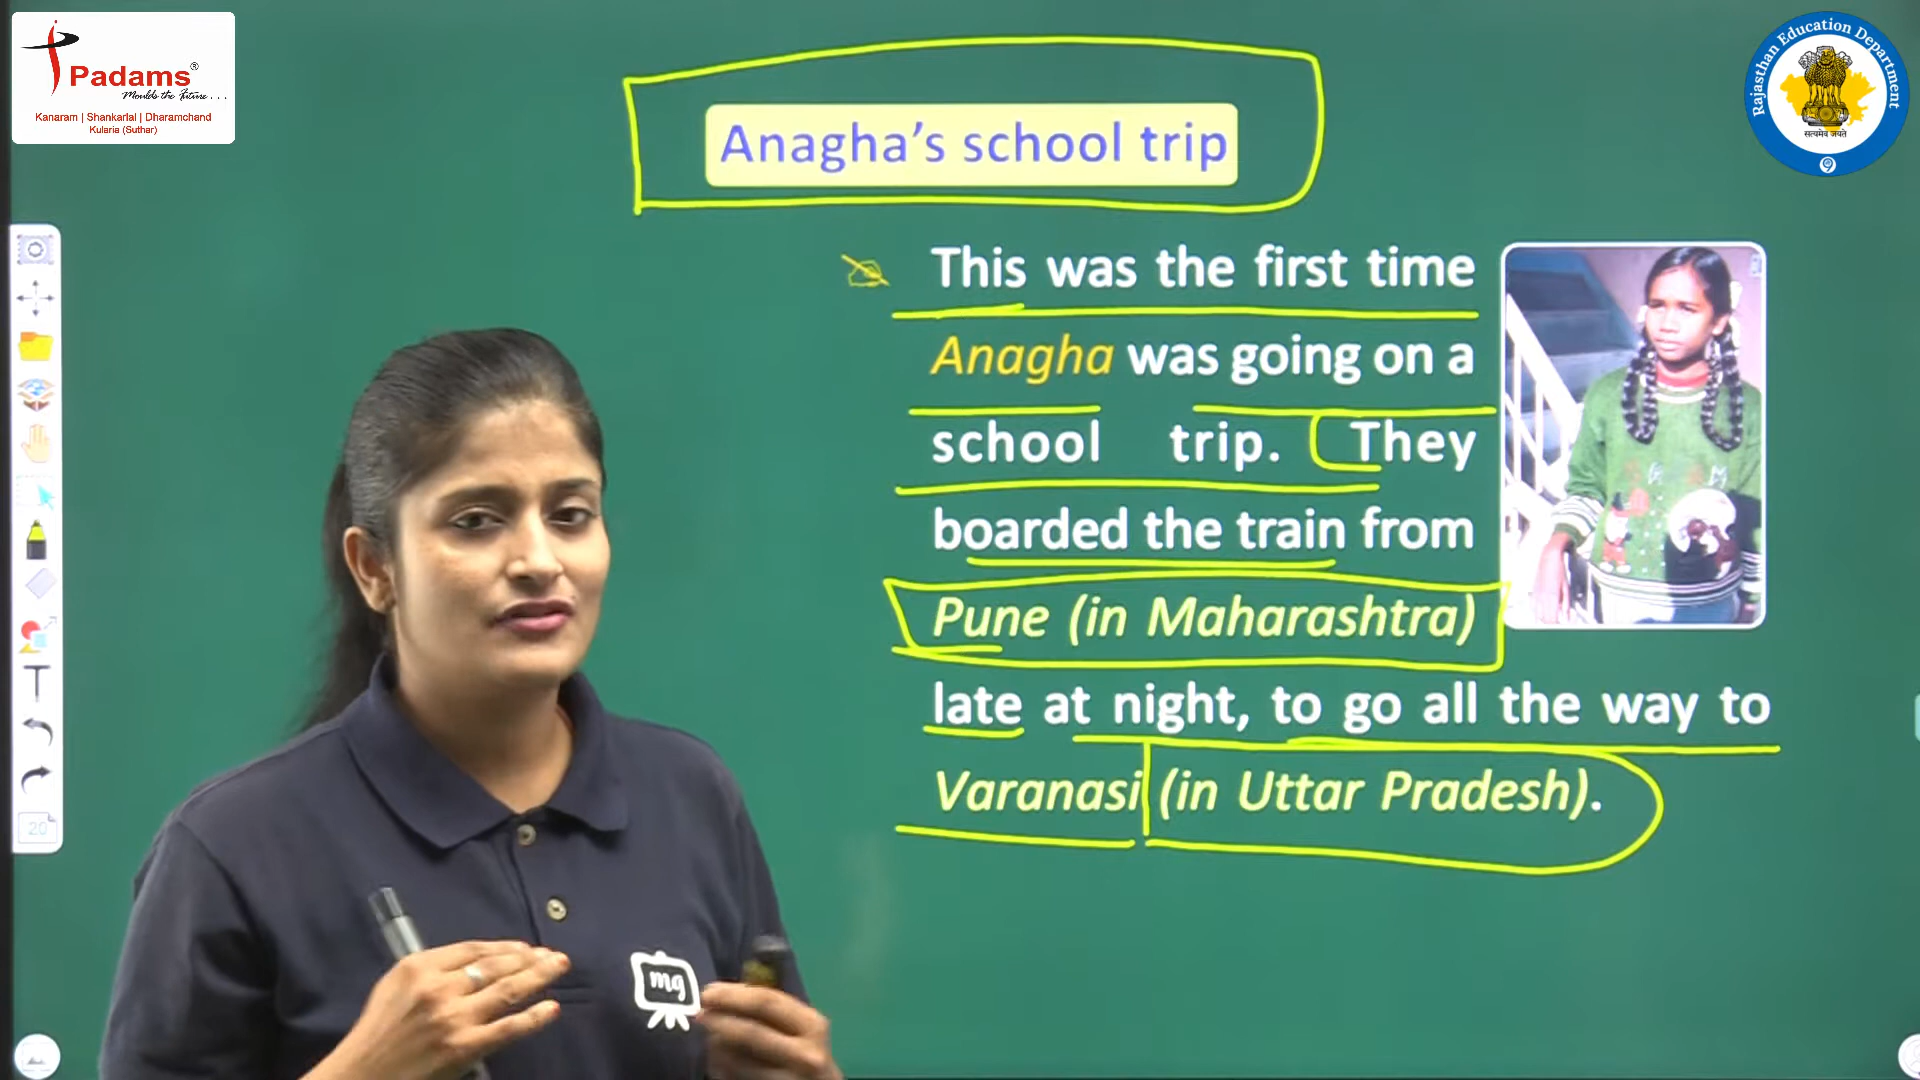 Padams®
Moulds the Future...
Kanaram | Shankarlal | Dharamchand
Kularia (Suthar)
Rajasthan Education Department
सत्यमेव जयते
Anagha's school trip
This was the first time
Anagha was going on a
school trip. They
boarded the train from
Pune (in Maharashtra)
late at night, to go all the way to
Varanasi (in Uttar Pradesh).
T
20
mg